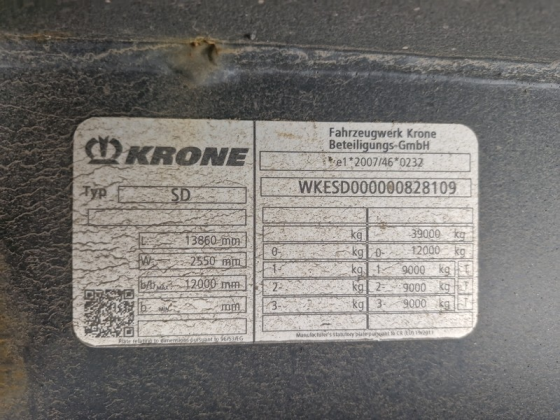 KRONE
Typ SD
L 13860 mm
W 2550 mm
12000 mm
b mm
Fahrzeugwerk Krone
Beteiligungs-GmbH
e1*2007/46*0232
WKESD000000828109
kg 39000 kg
0- kg 0- 12000 kg
1- kg 1- 9000 kg T
2- kg 2- 9000 kg T
3- kg 3- 9000 kg T